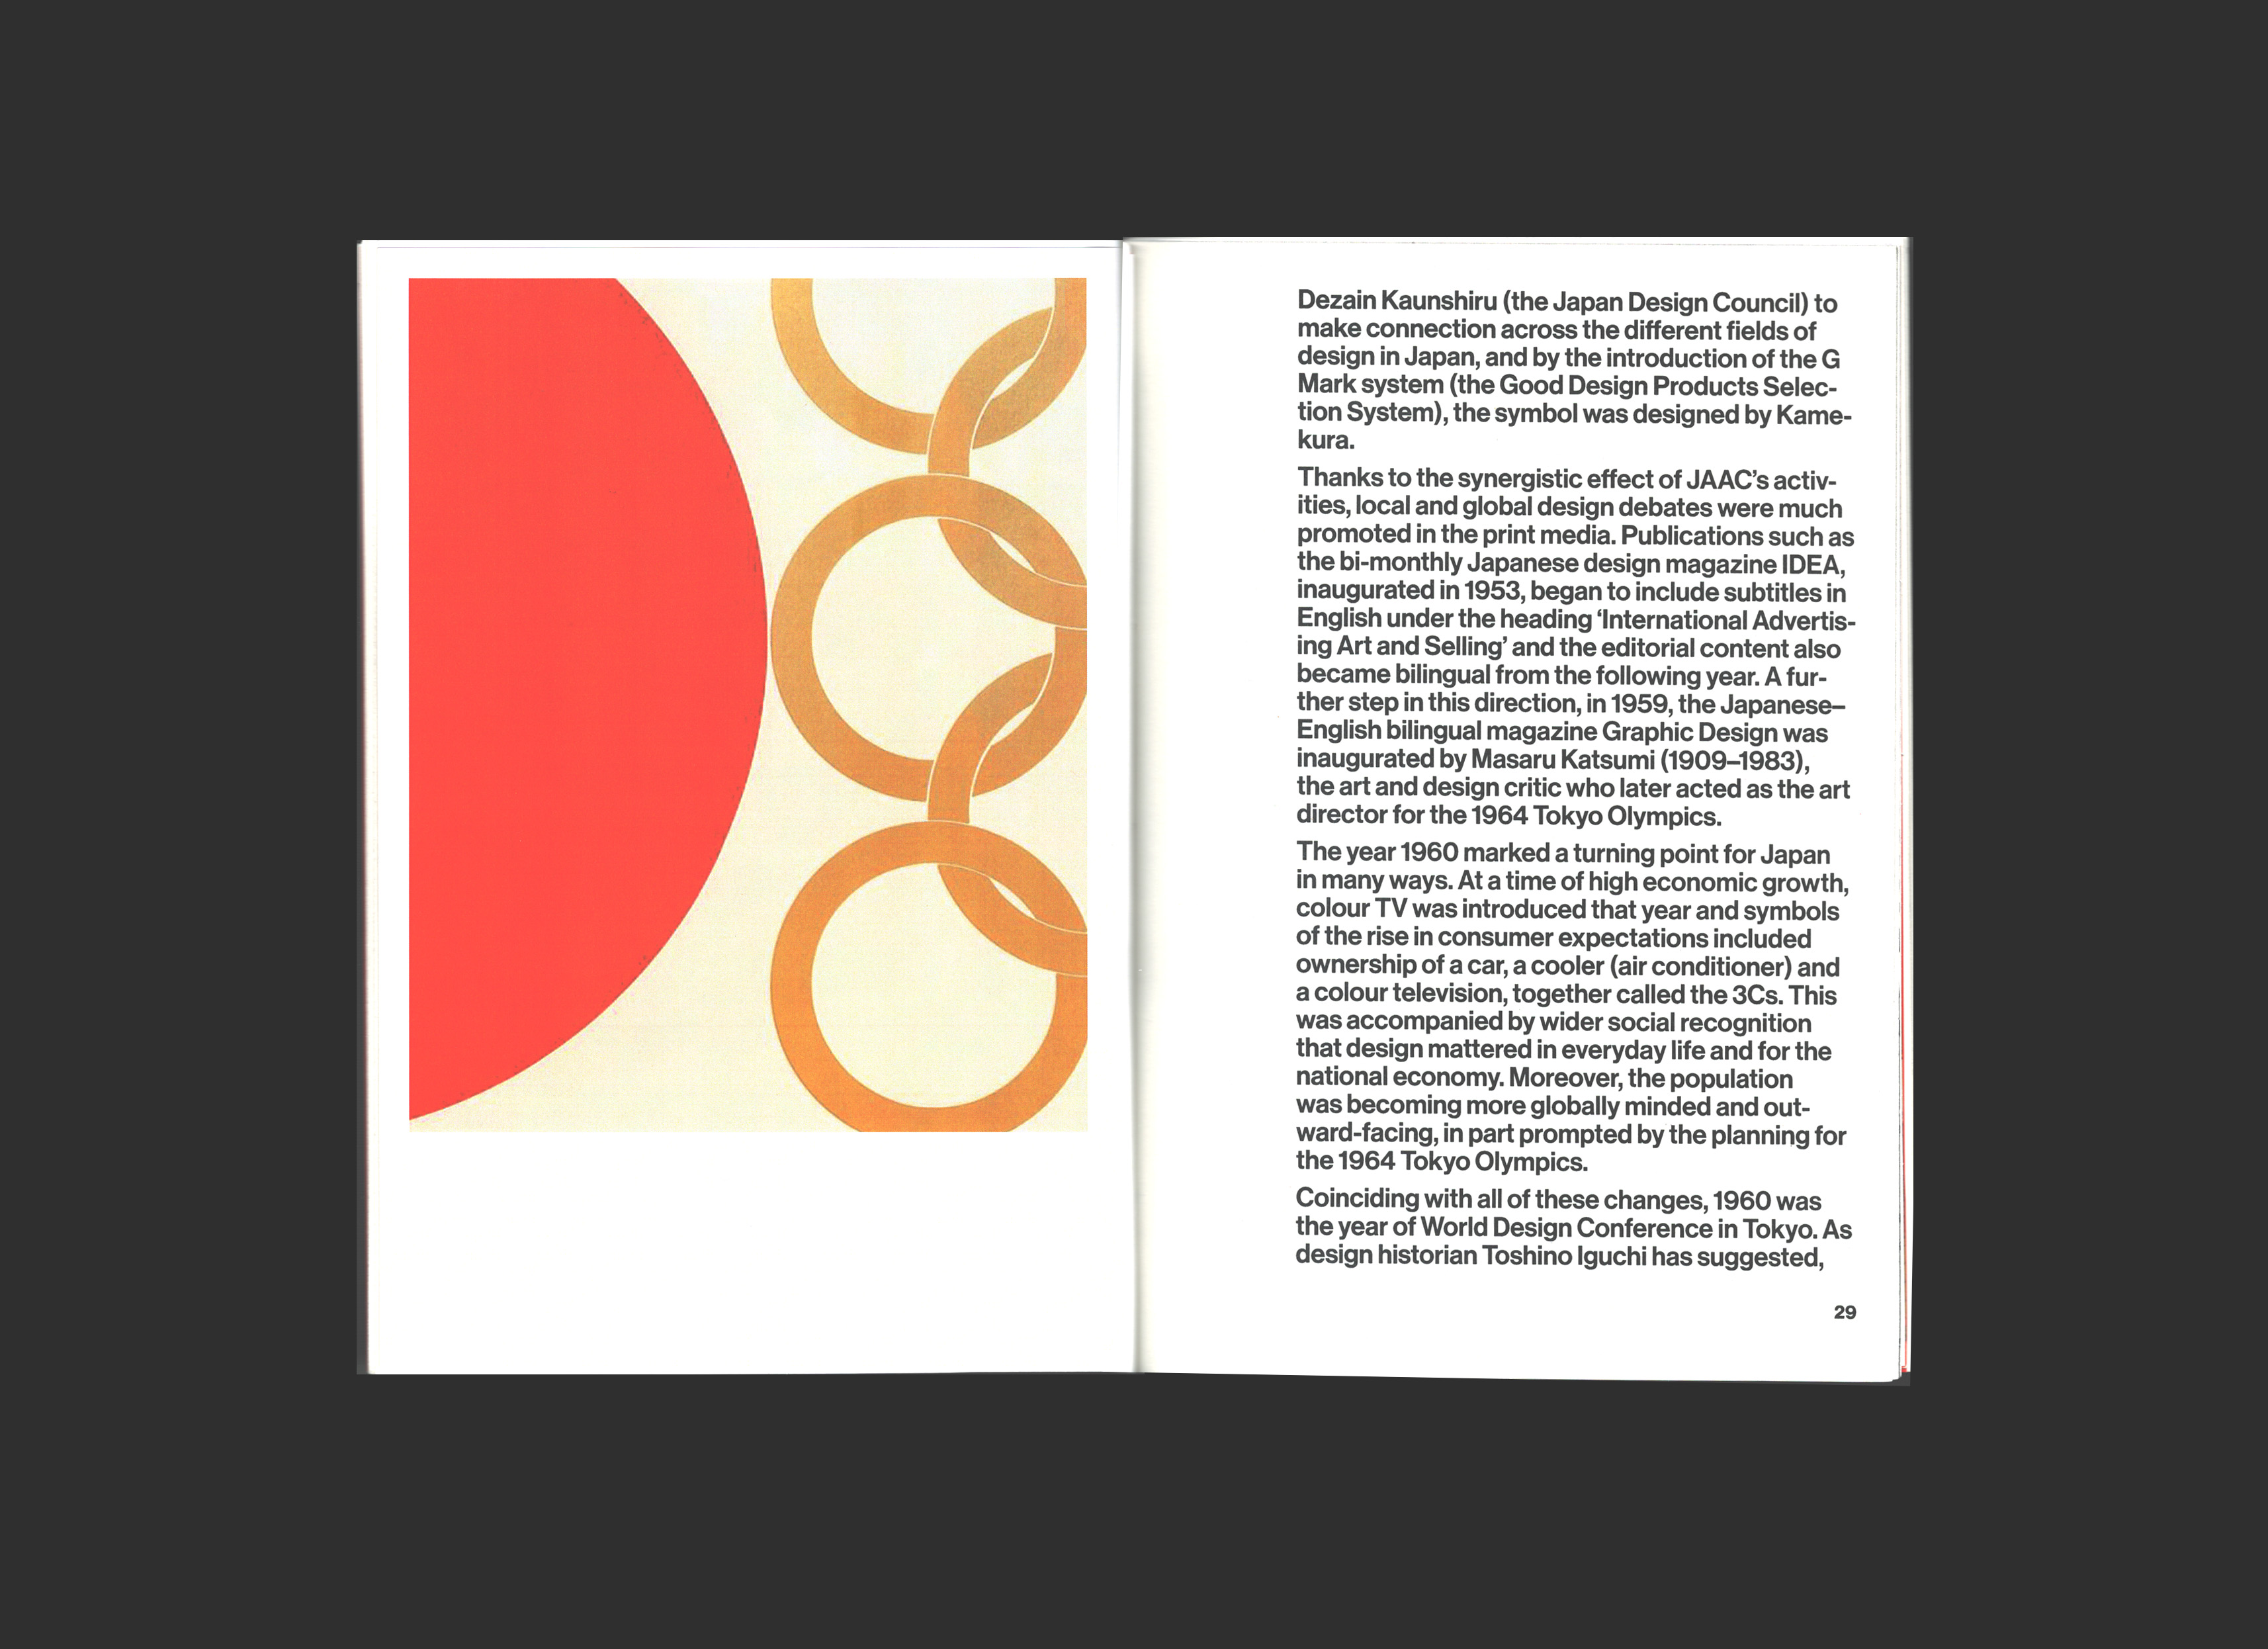 Dezain Kaunshiru (the Japan Design Council) to
make connection across the different fields of
design in Japan, and by the introduction of the G
Mark system (the Good Design Products Selec-
tion System), the symbol was designed by Kame-
kura.
Thanks to the synergistic effect of JAAC’s activ-
ities, local and global design debates were much
promoted in the print media. Publications such as
the bi-monthly Japanese design magazine IDEA,
inaugurated in 1953, began to include subtitles in
English under the heading ‘International Advertis-
ing Art and Selling’ and the editorial content also
became bilingual from the following year. A fur-
ther step in this direction, in 1959, the Japanese–
English bilingual magazine Graphic Design was
inaugurated by Masaru Katsumi (1909–1983),
the art and design critic who later acted as the art
director for the 1964 Tokyo Olympics.
The year 1960 marked a turning point for Japan
in many ways. At a time of high economic growth,
colour TV was introduced that year and symbols
of the rise in consumer expectations included
ownership of a car, a cooler (air conditioner) and
a colour television, together called the 3Cs. This
was accompanied by wider social recognition
that design mattered in everyday life and for the
national economy. Moreover, the population
was becoming more globally minded and out-
ward-facing, in part prompted by the planning for
the 1964 Tokyo Olympics.
Coinciding with all of these changes, 1960 was
the year of World Design Conference in Tokyo. As
design historian Toshino Iguchi has suggested,
29